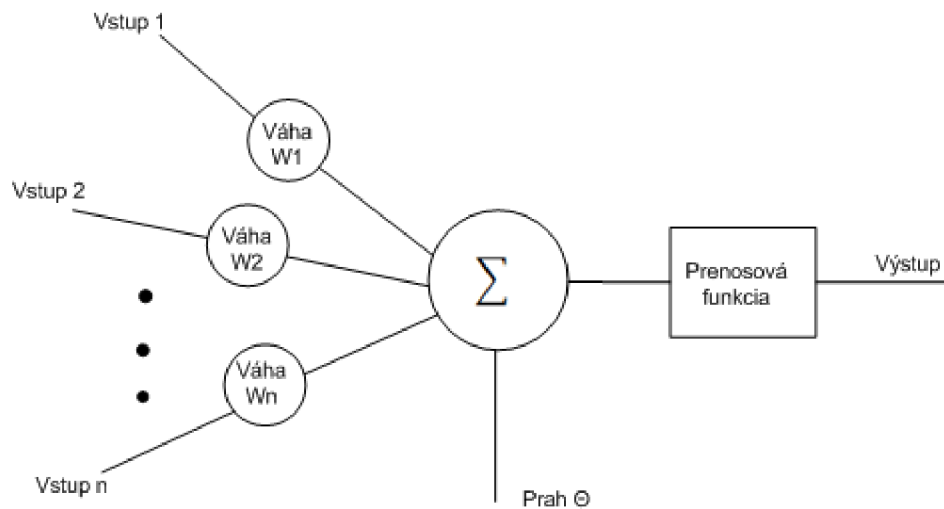 Vstup 1
Váha
W1
Vstup 2
Váha
W2
∑
Prenosová
funkcia
Výstup
Váha
Wn
Vstup n
Prah Θ